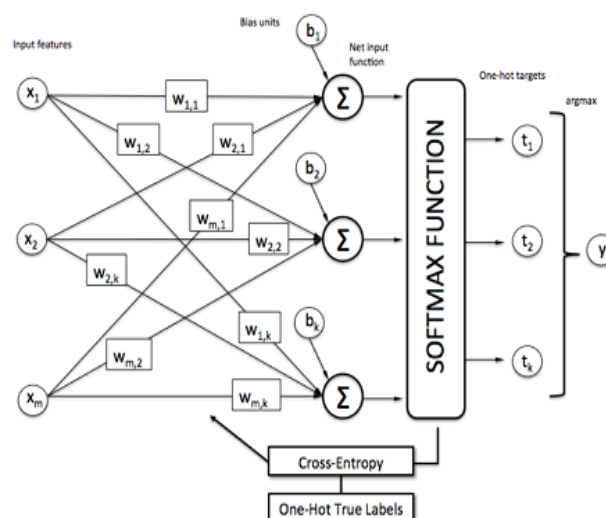 Input features
Bias units
Net input
function
One-hot targets
argmax
b1
b2
bk
x1
x2
xm
w1,1
w1,2
w2,1
wm,1
w2,2
w2,k
w1,k
wm,2
wm,k
Σ
Σ
Σ
SOFTMAX FUNCTION
t1
t2
tk
y
Cross-Entropy
One-Hot True Labels